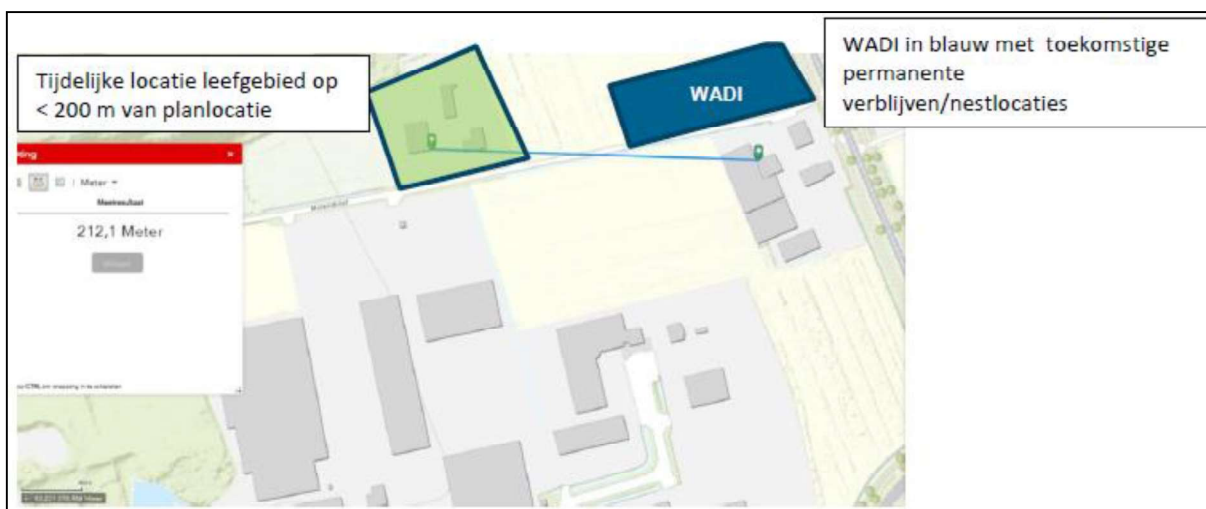 Tijdelijke locatie leefgebied op
< 200 m van planlocatie
WADI
WADI in blauw met toekomstige
permanente
verblijven/nestlocaties
Meter
Meetresultaat
212,1 Meter